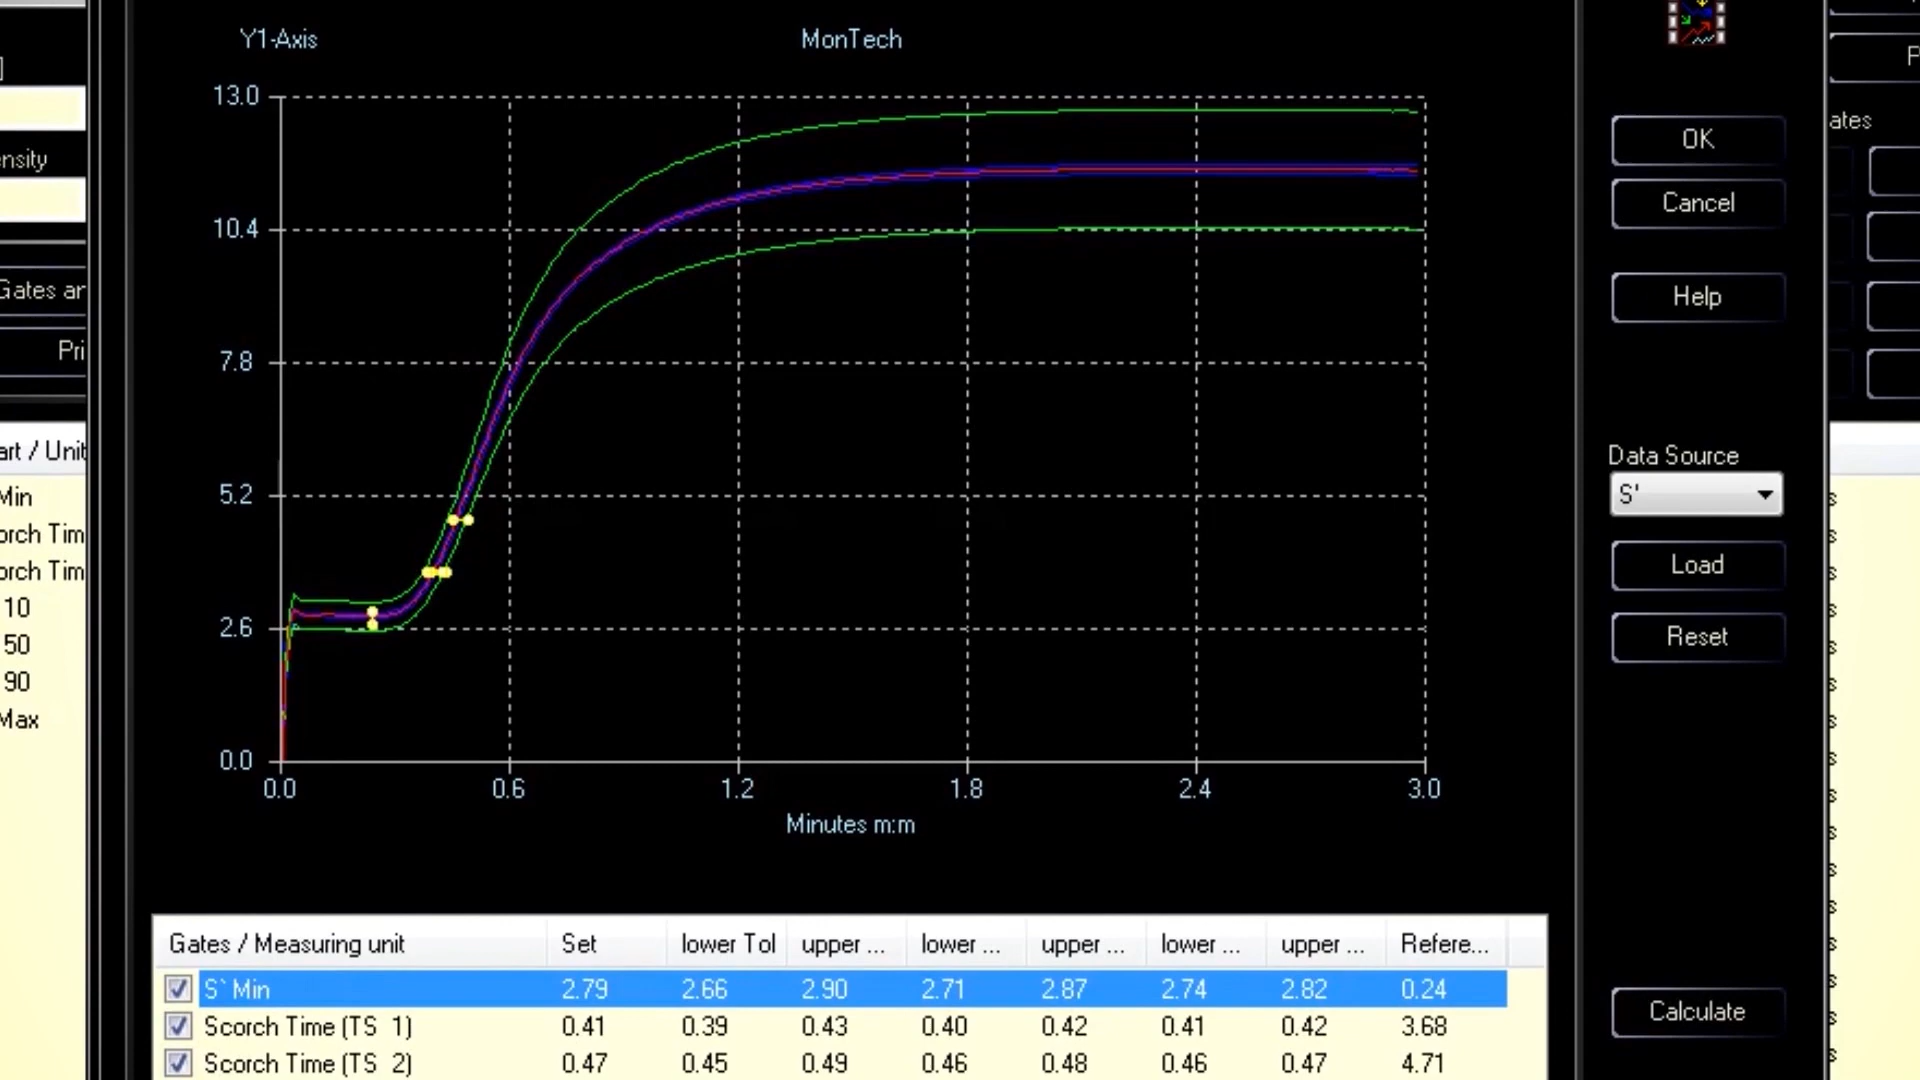 Y1-Axis
MonTech
13.0
10.4
7.8
5.2
2.6
0.0
0.0 0.6 1.2 1.8 2.4 3.0
Minutes m:m
OK
Cancel
Help
Data Source
S'
Load
Reset
Calculate
Gates / Measuring unit Set lower Tol upper ... lower ... upper ... lower ... upper ... Refere...
S` Min 2.79 2.66 2.90 2.71 2.87 2.74 2.82 0.24
Scorch Time (TS 1) 0.41 0.39 0.43 0.40 0.42 0.41 0.42 3.68
Scorch Time (TS 2) 0.47 0.45 0.49 0.46 0.48 0.46 0.47 4.71
]
ensity
Gates ar
Pri
art / Unit
Min
orch Tim
orch Tim
10
50
90
Max
ates